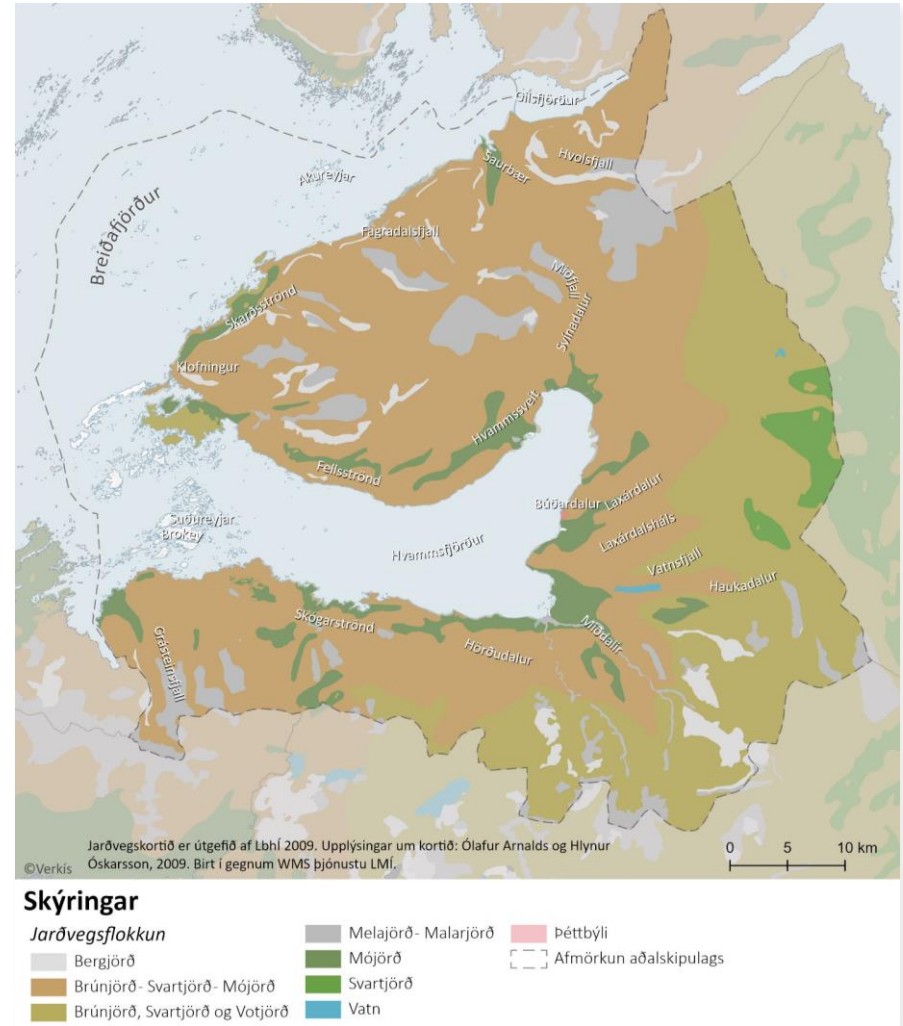 Gilsfjörður
Hvolsfjall
Saurbær
Akureyjar
Breiðafjörður
Fagradalsfjall
Miðfjall
Svínadalur
Skarðsströnd
Klofningur
Hvammssveit
Fellsströnd
Búðardalur
Laxárdalur
Suðureyjar
Brokey
Laxárdalsháls
Hvammsfjörður
Vatnsfjall
Haukadalur
Skógarströnd
Miðdalir
Hörðudalur
Grásteinsfjall
Jarðvegskortið er útgefið af LbhÍ 2009. Upplýsingar um kortið: Ólafur Arnalds og Hlynur
Óskarsson, 2009. Birt í gegnum WMS þjónustu LMÍ.
©Verkís
0 5 10 km
Skýringar
Jarðvegsflokkun
Bergjörð
Brúnjörð- Svartjörð- Mójörð
Brúnjörð, Svartjörð og Votjörð
Melajörð- Malarjörð
Mójörð
Svartjörð
Vatn
Þéttbýli
Afmörkun aðalskipulags